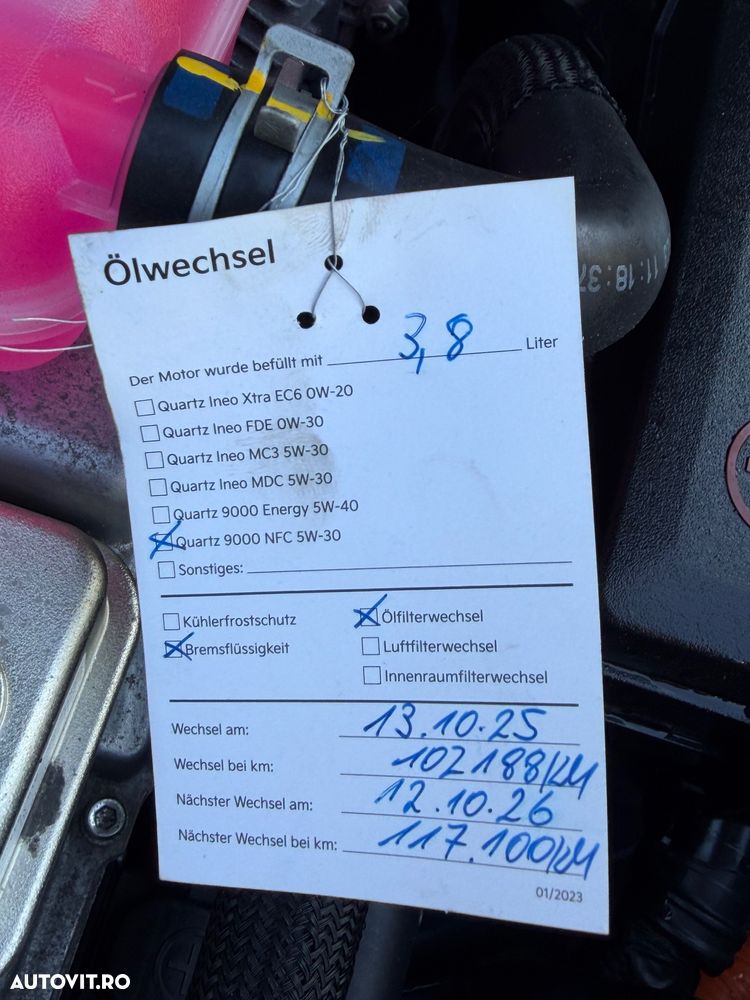 Ölwechsel
Der Motor wurde befüllt mit 3,8 Liter
Quartz Ineo Xtra EC6 0W-20
Quartz Ineo FDE 0W-30
Quartz Ineo MC3 5W-30
Quartz Ineo MDC 5W-30
Quartz 9000 Energy 5W-40
Quartz 9000 NFC 5W-30
Sonstiges:
Kühlerfrostschutz
Ölfilterwechsel
Bremsflüssigkeit
Luftfilterwechsel
Innenraumfilterwechsel
Wechsel am: 13.10.25
Wechsel bei km: 102188KM
Nächster Wechsel am: 12.10.26
Nächster Wechsel bei km: 117.100KM
01/2023
AUTOVIT.RO